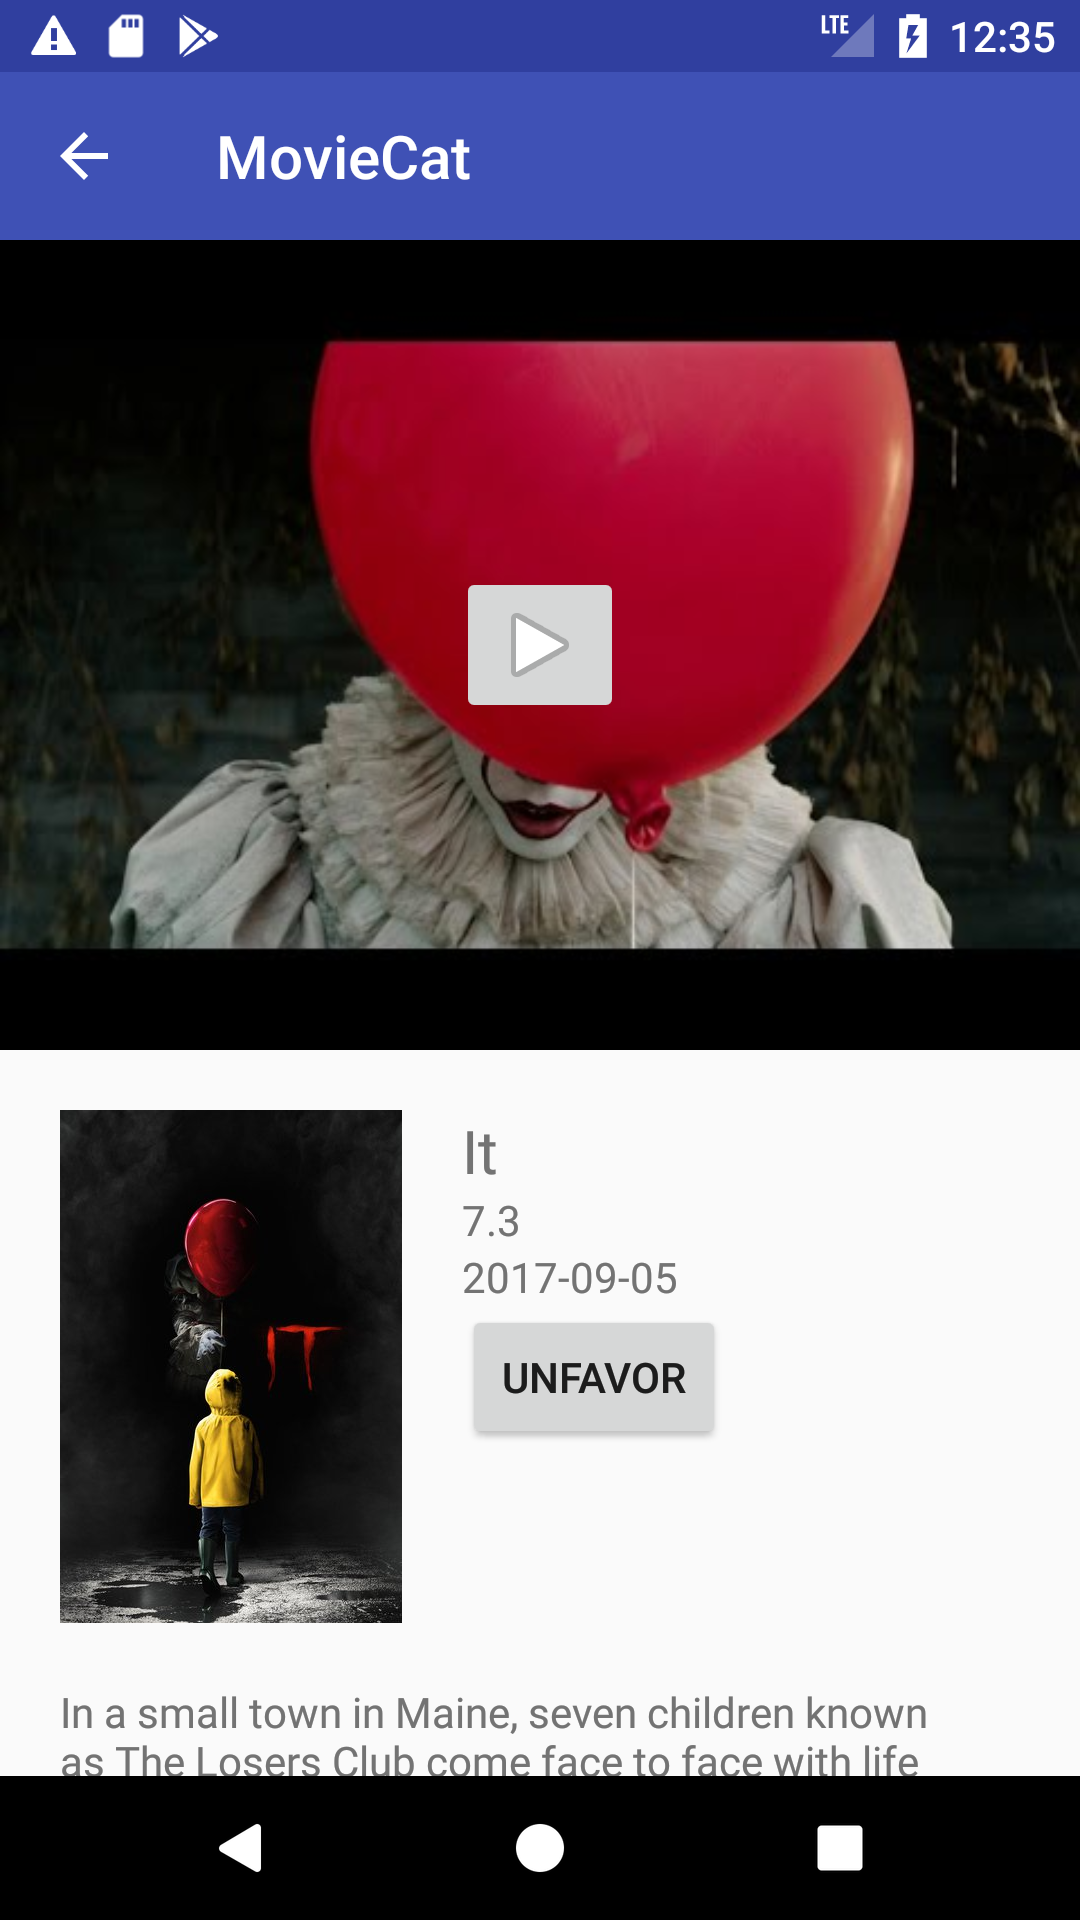 LTE 12:35
MovieCat
It
7.3
2017-09-05
UNFAVOR
IT
In a small town in Maine, seven children known
as The Losers Club come face to face with life